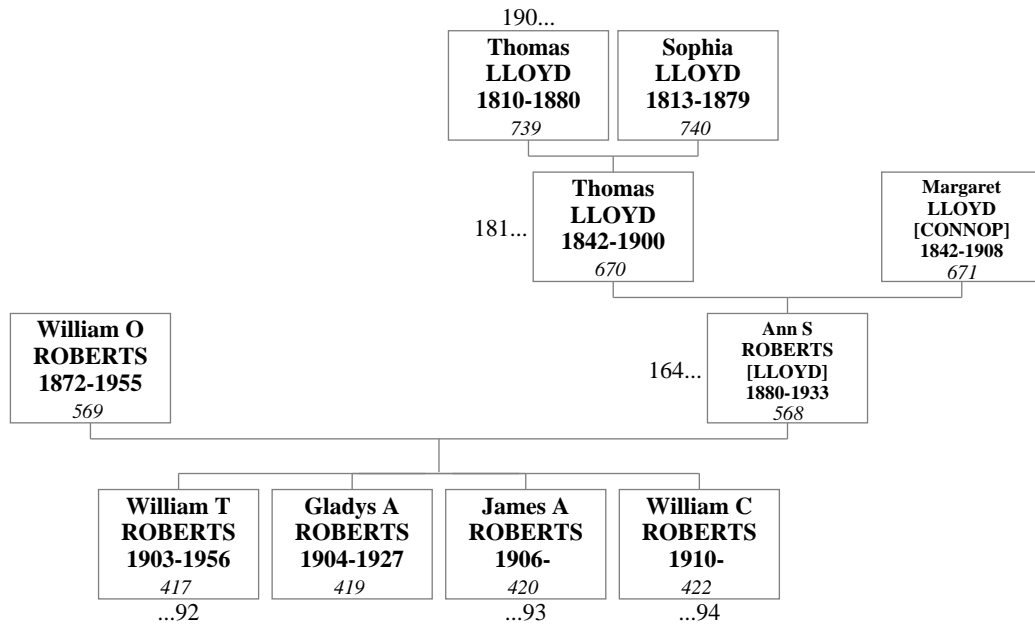 190...
Thomas
LLOYD
1810-1880
739
Sophia
LLOYD
1813-1879
740
181...
Thomas
LLOYD
1842-1900
670
Margaret
LLOYD
[CONNOP]
1842-1908
671
William O
ROBERTS
1872-1955
569
164...
Ann S
ROBERTS
[LLOYD]
1880-1933
568
William T
ROBERTS
1903-1956
417
...92
Gladys A
ROBERTS
1904-1927
419
James A
ROBERTS
1906-
420
...93
William C
ROBERTS
1910-
422
...94